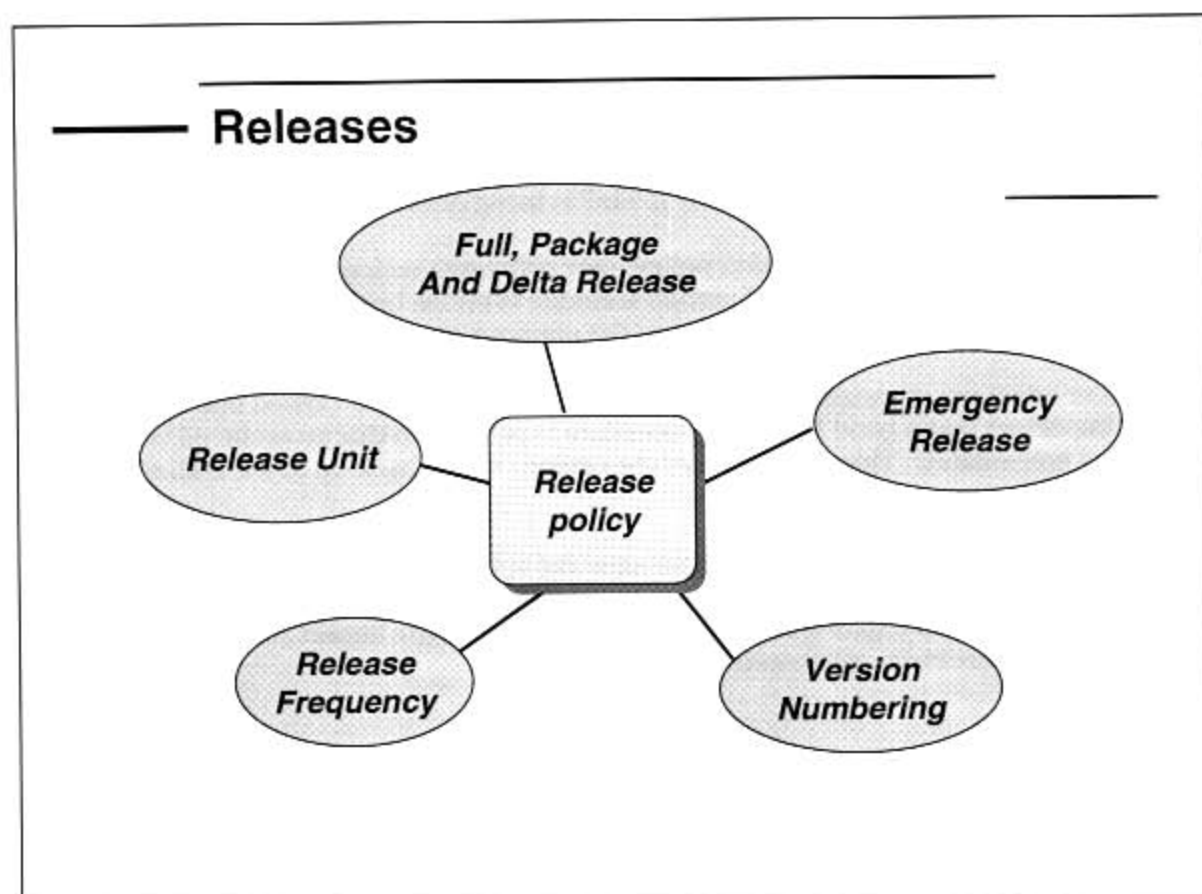 Releases
Full, Package
And Delta Release
Emergency
Release
Release Unit
Release
policy
Release
Frequency
Version
Numbering